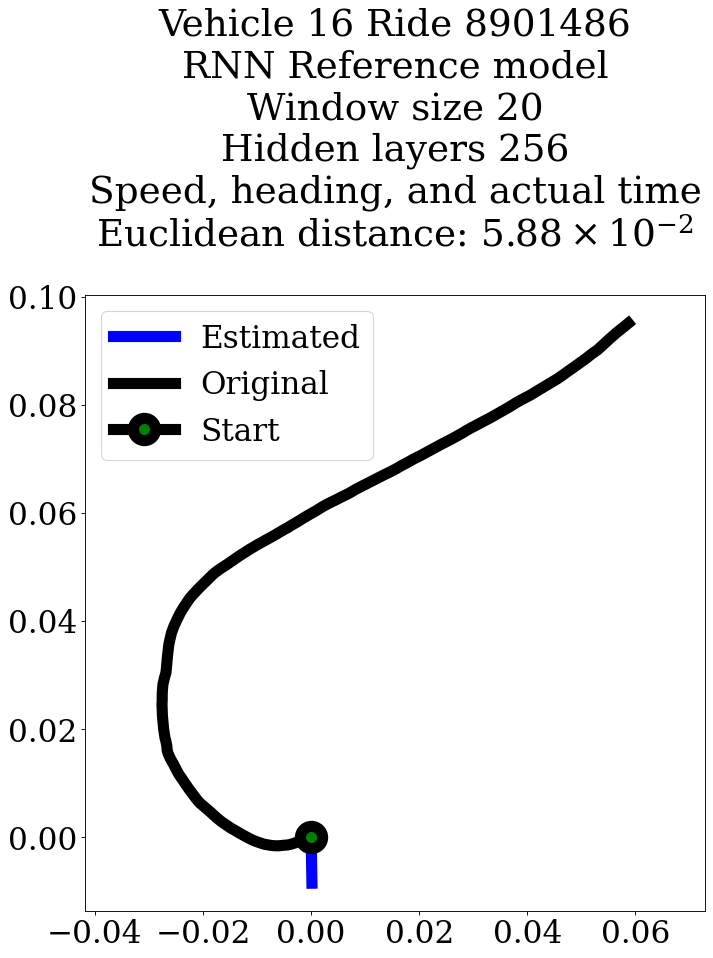 Vehicle 16 Ride 8901486
RNN Reference model
Window size 20
Hidden layers 256
Speed, heading, and actual time
Euclidean distance: 5.88 × 10⁻²
0.10
0.08
0.06
0.04
0.02
0.00
Estimated
Original
Start
−0.04 −0.02 0.00 0.02 0.04 0.06